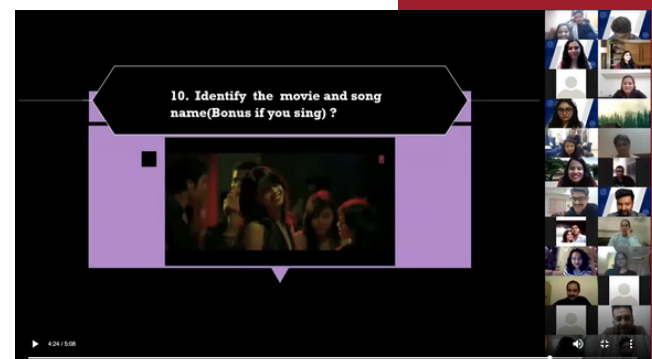 10. Identify the movie and song
name(Bonus if you sing) ?
4:24 / 5:08